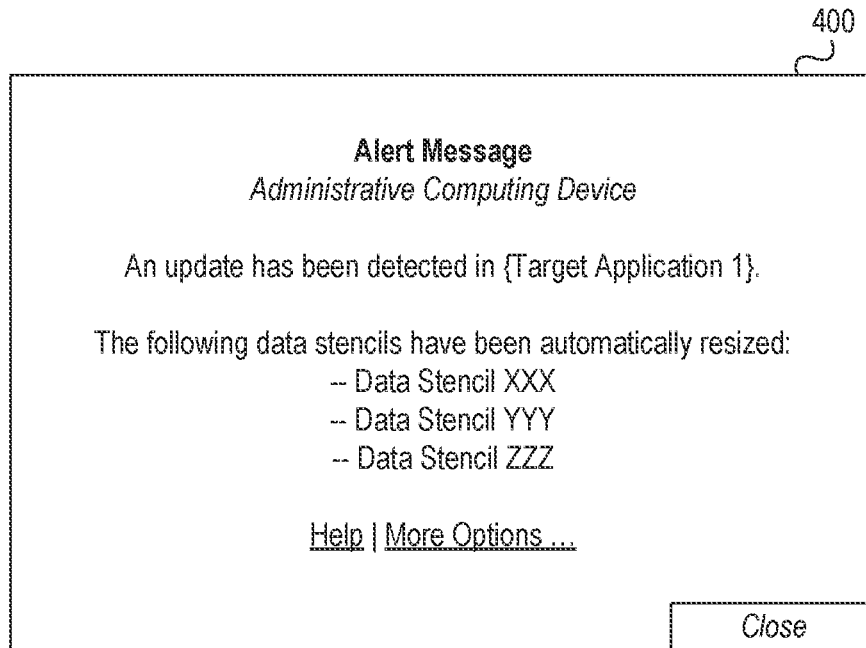 400
Alert Message
Administrative Computing Device
An update has been detected in {Target Application 1}.
The following data stencils have been automatically resized:
-- Data Stencil XXX
-- Data Stencil YYY
-- Data Stencil ZZZ
Help | More Options ...
Close